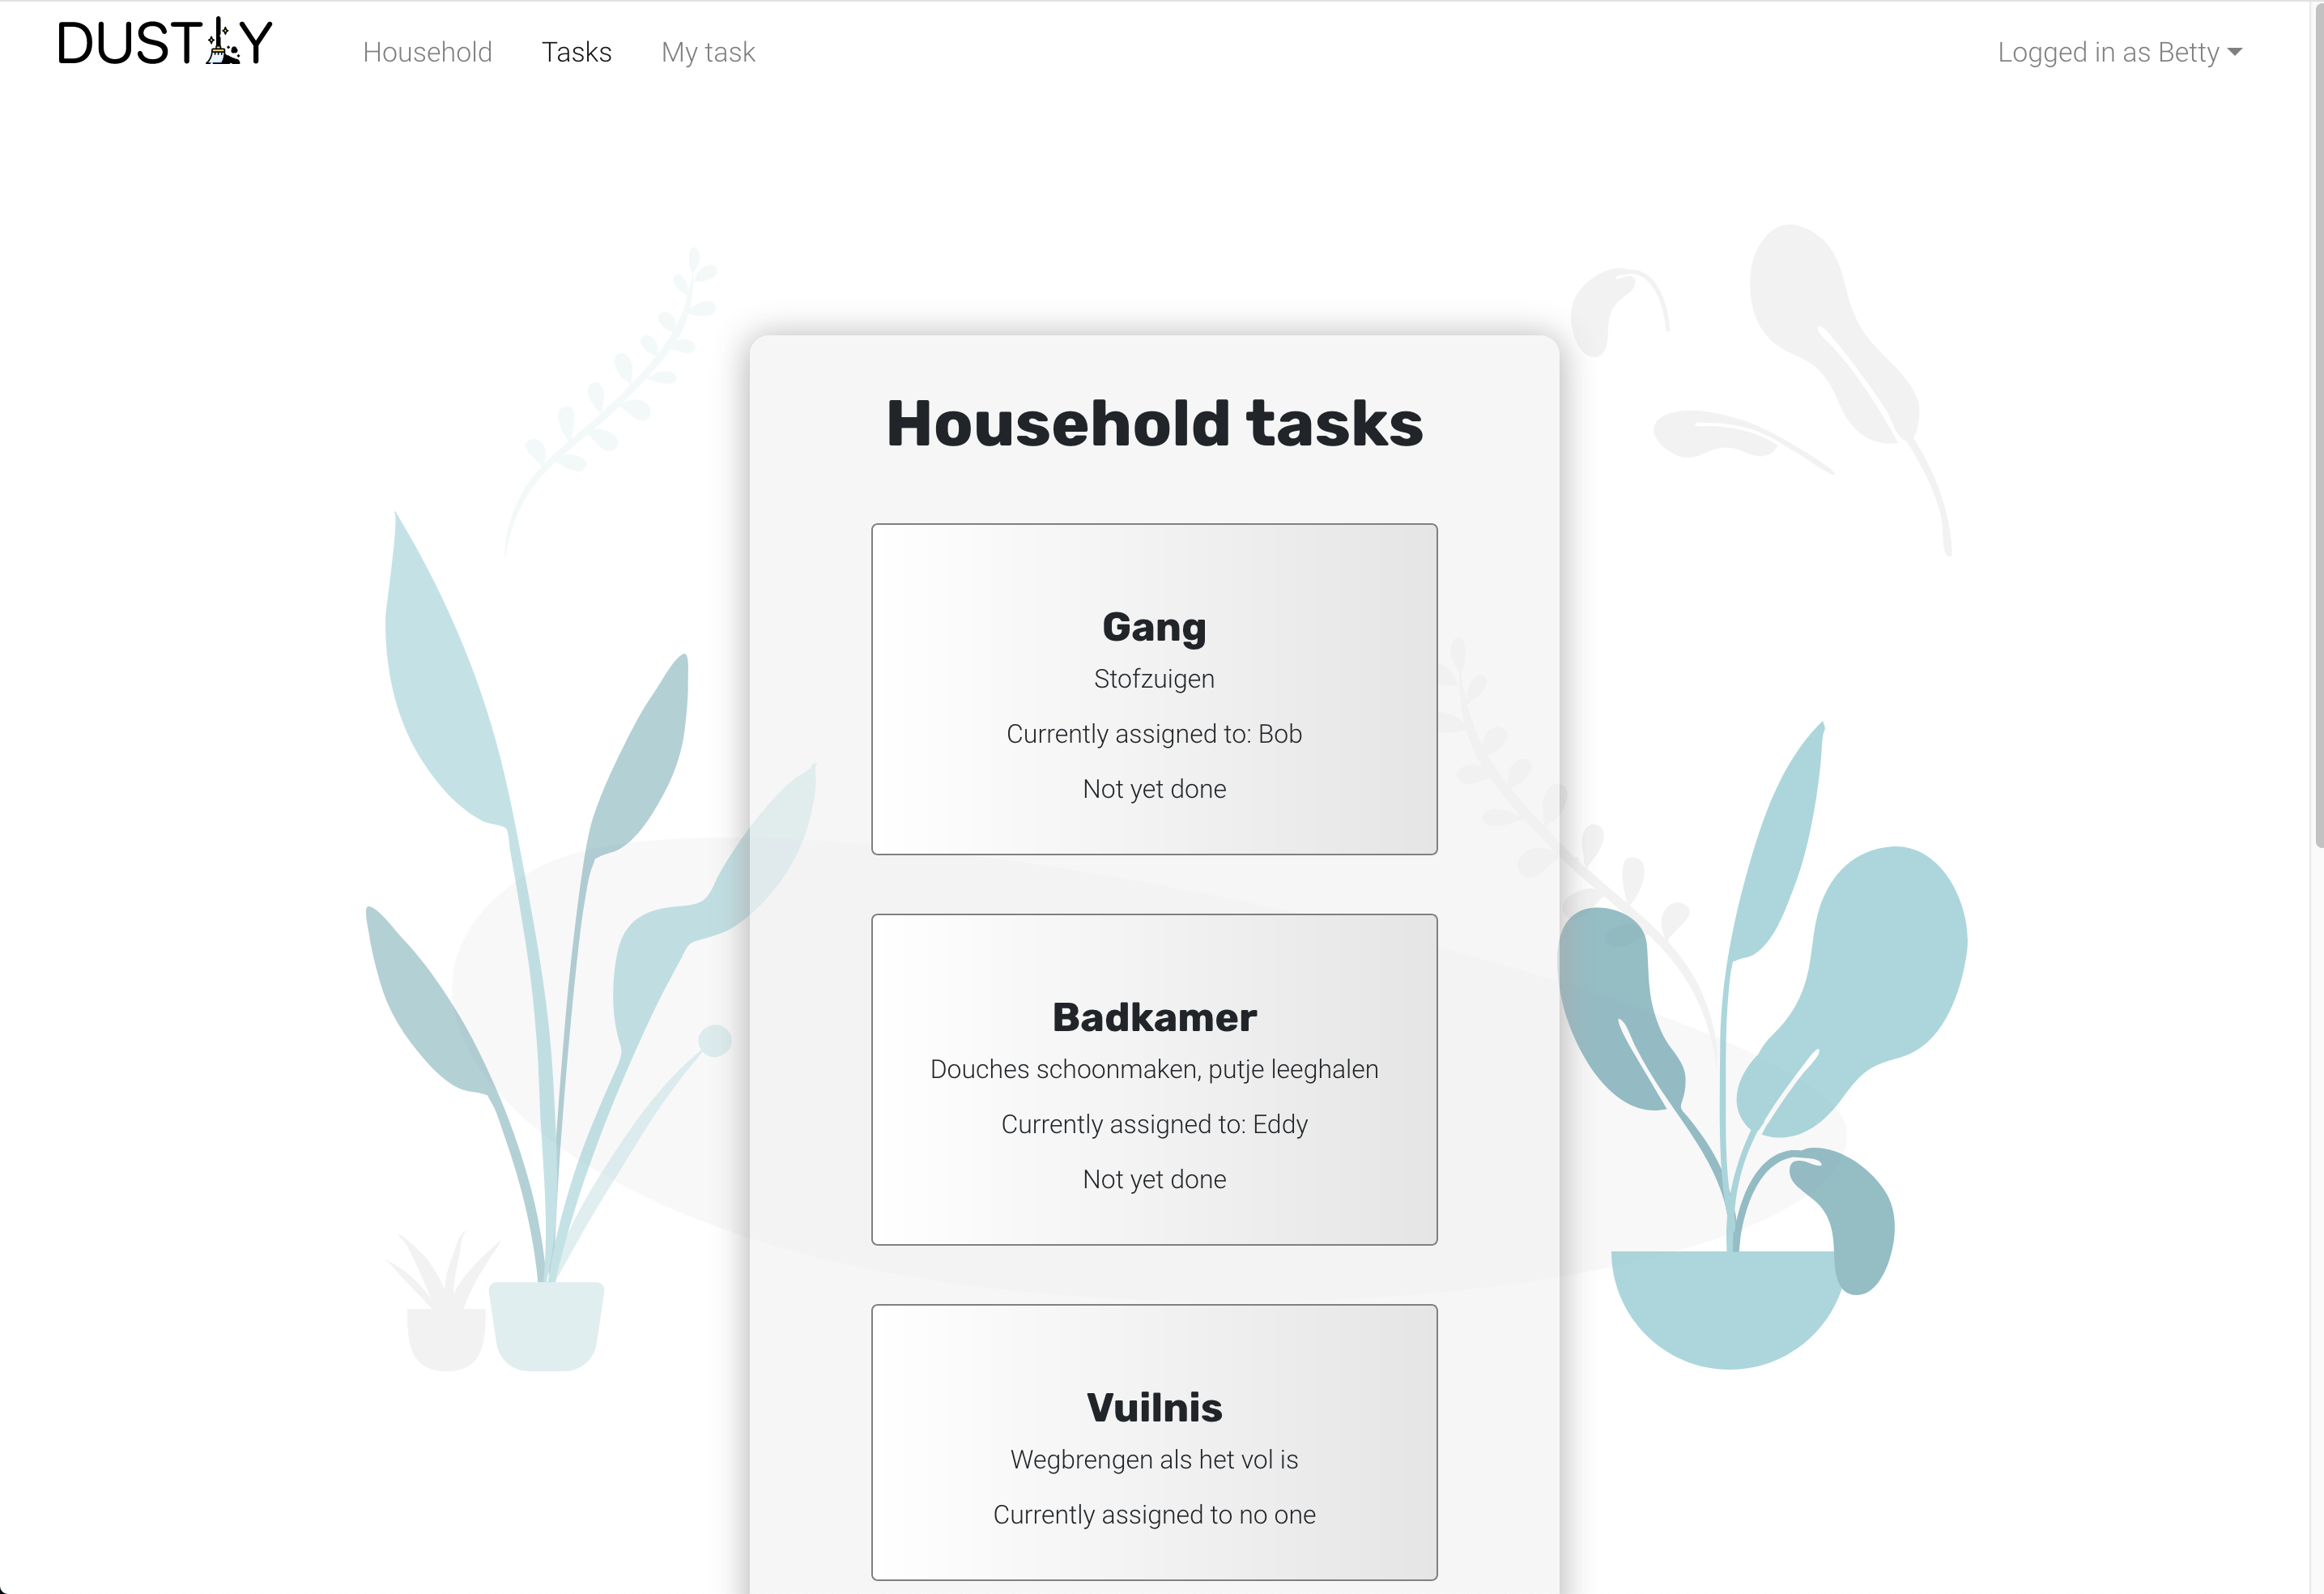 DUSTY
Household
Tasks
My task
Logged in as Betty
Household tasks
Gang
Stofzuigen
Currently assigned to: Bob
Not yet done
Badkamer
Douches schoonmaken, putje leeghalen
Currently assigned to: Eddy
Not yet done
Vuilnis
Wegbrengen als het vol is
Currently assigned to no one